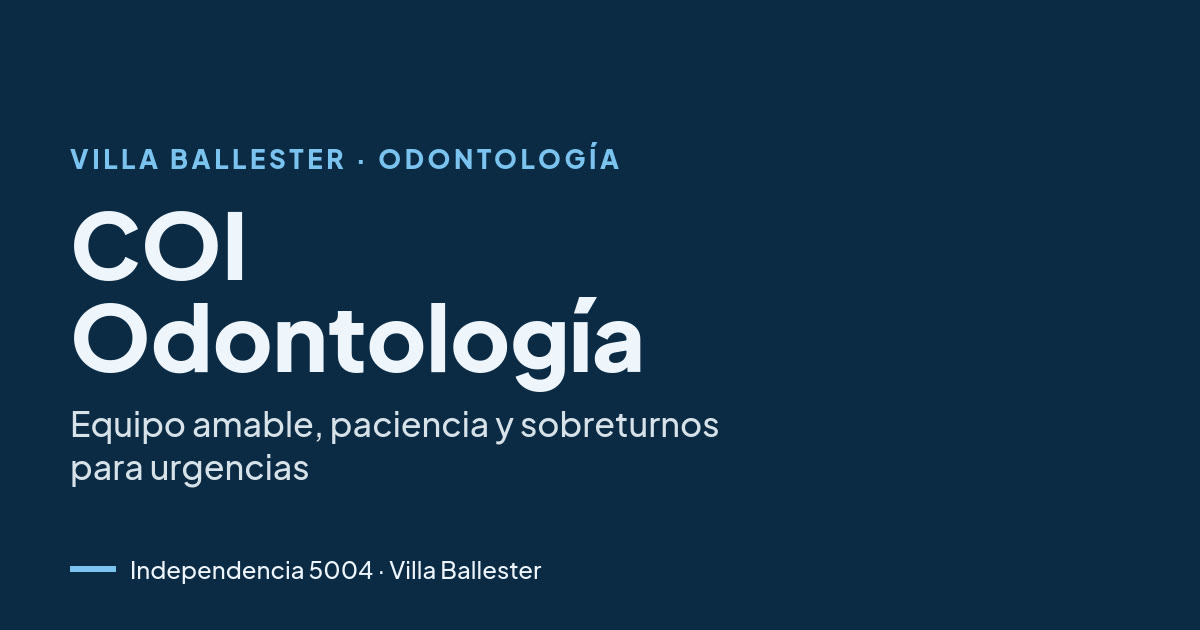 VILLA BALLESTER · ODONTOLOGÍA
COI
Odontología
Equipo amable, paciencia y sobreturnos
para urgencias
Independencia 5004 · Villa Ballester